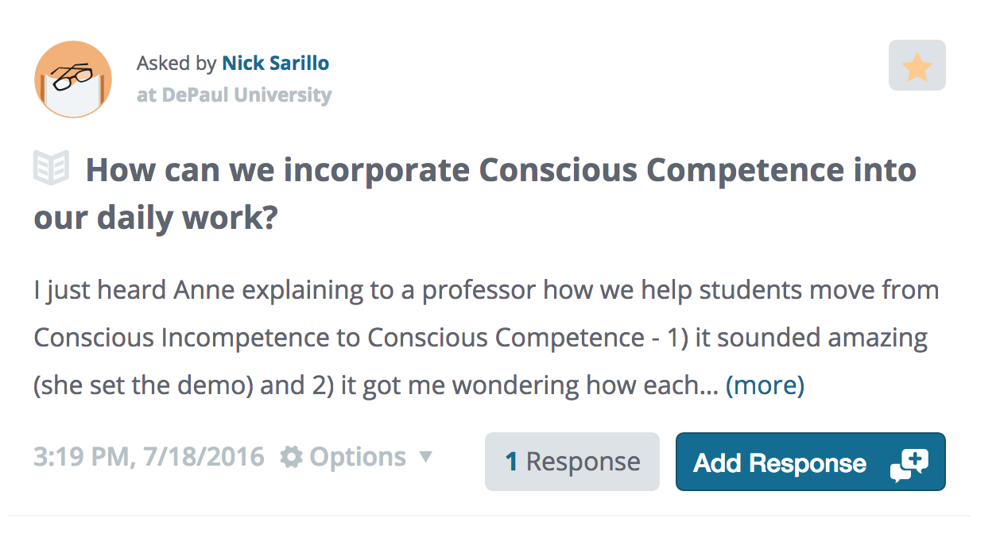 Asked by Nick Sarillo
at DePaul University
How can we incorporate Conscious Competence into
our daily work?
I just heard Anne explaining to a professor how we help students move from
Conscious Incompetence to Conscious Competence - 1) it sounded amazing
(she set the demo) and 2) it got me wondering how each... (more)
3:19 PM, 7/18/2016 Options ▼ 1 Response Add Response